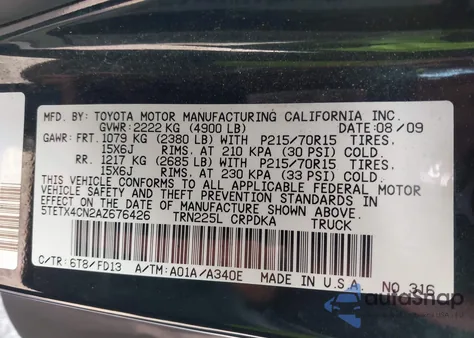 MFD. BY: TOYOTA MOTOR MANUFACTURING CALIFORNIA INC.
GVWR: 2222 KG (4900 LB) DATE: 08/09
GAWR: FRT. 1079 KG (2380 LB) WITH P215/70R15 TIRES,
15X6J RIMS, AT 210 KPA (30 PSI) COLD
RR. 1217 KG (2685 LB) WITH P215/70R15 TIRES,
15X6J RIMS, AT 230 KPA (33 PSI) COLD
THIS VEHICLE CONFORMS TO ALL APPLICABLE FEDERAL MOTOR
VEHICLE SAFETY STANDARDS IN
EFFECT ON THE DATE OF MANUFACTURE SHOWN ABOVE.
5TETX4CN2AZ676426 TRN225L CRPDKA TRUCK
C/TR: 6T8/FD13 A/TM: A01A/A340E MADE IN U.S.A. NO.316
autoShap